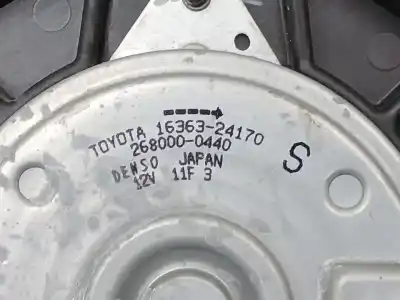 TOYOTA 16363-24170
268000-0440
DENSO JAPAN
12V 11F 3
S